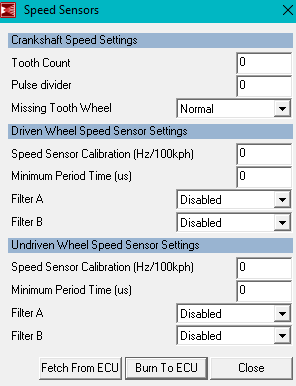 Speed Sensors
Crankshaft Speed Settings
Tooth Count 0
Pulse divider 0
Missing Tooth Wheel Normal
Driven Wheel Speed Sensor Settings
Speed Sensor Calibration (Hz/100kph) 0
Minimum Period Time (us) 0
Filter A Disabled
Filter B Disabled
Undriven Wheel Speed Sensor Settings
Speed Sensor Calibration (Hz/100kph) 0
Minimum Period Time (us) 0
Filter A Disabled
Filter B Disabled
Fetch From ECU Burn To ECU Close